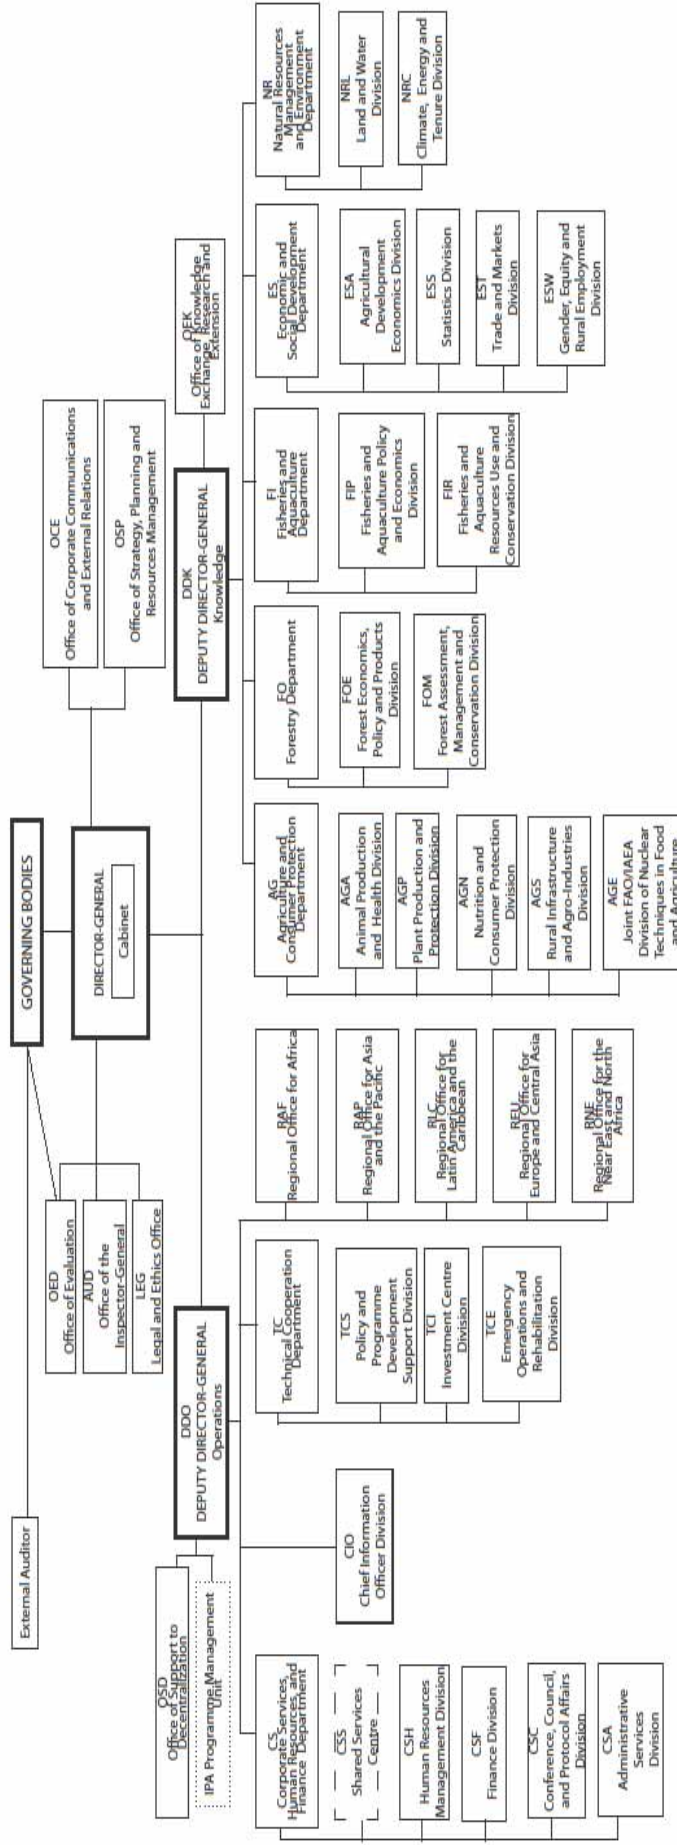 GOVERNING BODIES
External Auditor
DIRECTOR-GENERAL
Cabinet
OED
Office of Evaluation
AUD
Office of the
Inspector-General
LEG
Legal and Ethics Office
OCE
Office of Corporate Communications
and External Relations
OSP
Office of Strategy, Planning and
Resources Management
DDO
DEPUTY DIRECTOR-GENERAL
Operations
OSD
Office of Support to
Decentralization
IPA Programme Management
Unit
DDK
DEPUTY DIRECTOR-GENERAL
Knowledge
OEK
Office of Knowledge
Exchange, Research and
Extension
CS
Corporate Services,
Human Resources, and
Finance Department
CSS
Shared Services
Centre
CSH
Human Resources
Management Division
CSF
Finance Division
CSC
Conference, Council,
and Protocol Affairs
Division
CSA
Administrative
Services
Division
CIO
Chief Information
Officer Division
TC
Technical Cooperation
Department
TCS
Policy and
Programme
Development
Support Division
TCI
Investment Centre
Division
TCE
Emergency
Operations and
Rehabilitation
Division
RAF
Regional Office for Africa
RAP
Regional Office for Asia
and the Pacific
RLC
Regional Office for
Latin America and the
Caribbean
REU
Regional Office for
Europe and Central Asia
RNE
Regional Office for the
Near East and North
Africa
AG
Agriculture and
Consumer Protection
Department
AGA
Animal Production
and Health Division
AGP
Plant Production and
Protection Division
AGN
Nutrition and
Consumer Protection
Division
AGS
Rural Infrastructure
and Agro-Industries
Division
AGE
Joint FAO/IAEA
Division of Nuclear
Techniques in Food
and Agriculture
FO
Forestry Department
FOE
Forest Economics,
Policy and Products
Division
FOM
Forest Assessment,
Management and
Conservation Division
FI
Fisheries and
Aquaculture
Department
FIP
Fisheries and
Aquaculture Policy
and Economics
Division
FIR
Fisheries and
Aquaculture
Resources Use and
Conservation Division
ES
Economic and
Social Development
Department
ESA
Agricultural
Development
Economics Division
ESS
Statistics Division
EST
Trade and Markets
Division
ESW
Gender, Equity and
Rural Employment
Division
NR
Natural Resources
Management
and Environment
Department
NRL
Land and Water
Division
NRC
Climate, Energy and
Tenure Division